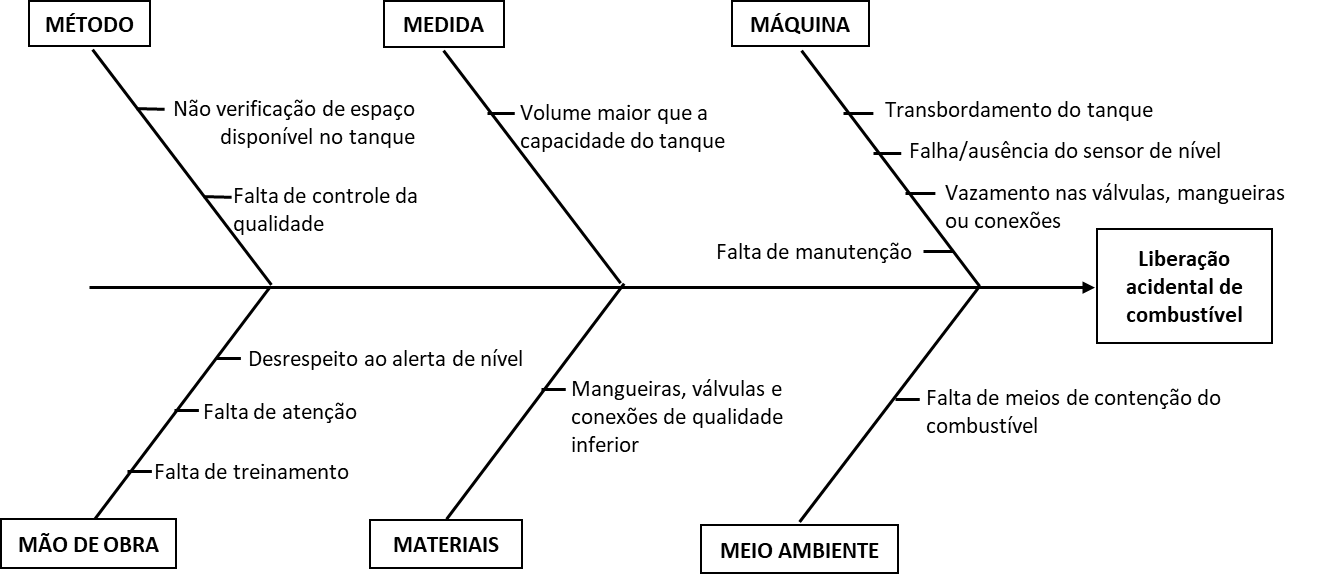 MÉTODO
MEDIDA
MÁQUINA
Não verificação de espaço
disponível no tanque
Falta de controle da
qualidade
Volume maior que a
capacidade do tanque
Transbordamento do tanque
Falha/ausência do sensor de nível
Vazamento nas válvulas, mangueiras
ou conexões
Falta de manutenção
Liberação
acidental de
combustível
Desrespeito ao alerta de nível
Falta de atenção
Falta de treinamento
Mangueiras, válvulas e
conexões de qualidade
inferior
Falta de meios de contenção do
combustível
MÃO DE OBRA
MATERIAIS
MEIO AMBIENTE